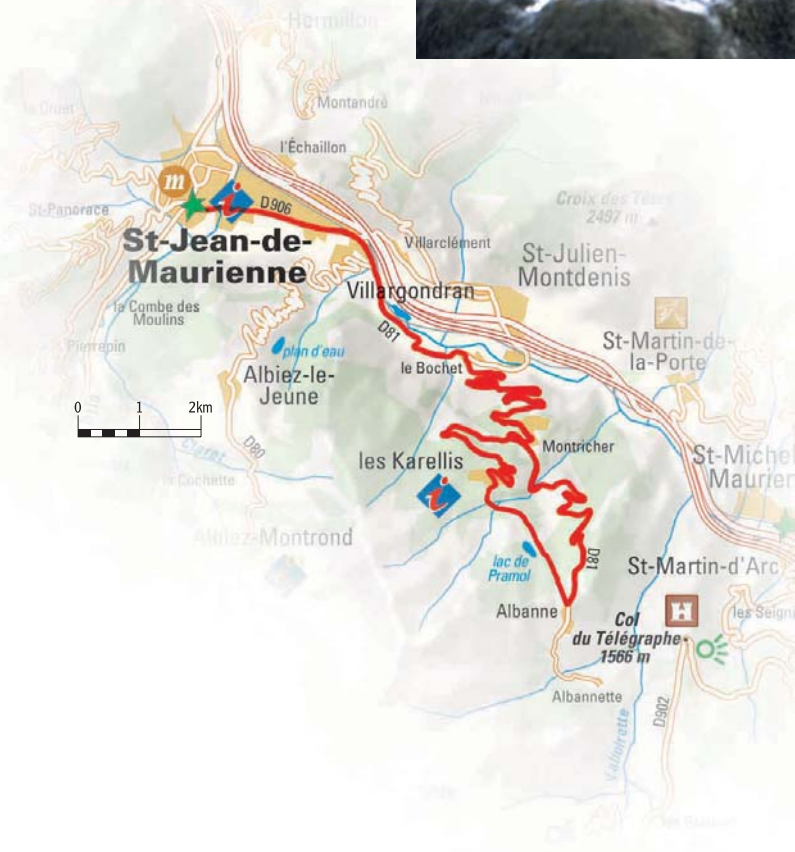 Hermillon
Montandré
l'Échaillon
m
i
D906
St-Pancrace
Croix des Têtes
2497 m
St-Jean-de-
Maurienne
Villarclément
St-Julien-
Montdenis
la Combe des
Moulins
Villargondran
D81
St-Martin-de-
la-Porte
Pierrepin
plan d'eau
le Bochet
Albiez-le-
Jeune
0 1 2km
Montricher
D80
les Karellis
St-Michel
Maurien
la Cochette
i
Albiez-Montrond
lac de
Pramol
D81
St-Martin-d'Arc
Albanne
H
les Seign
Col
du Télégraphe
1566 m
Albannette
D902
Valloirette